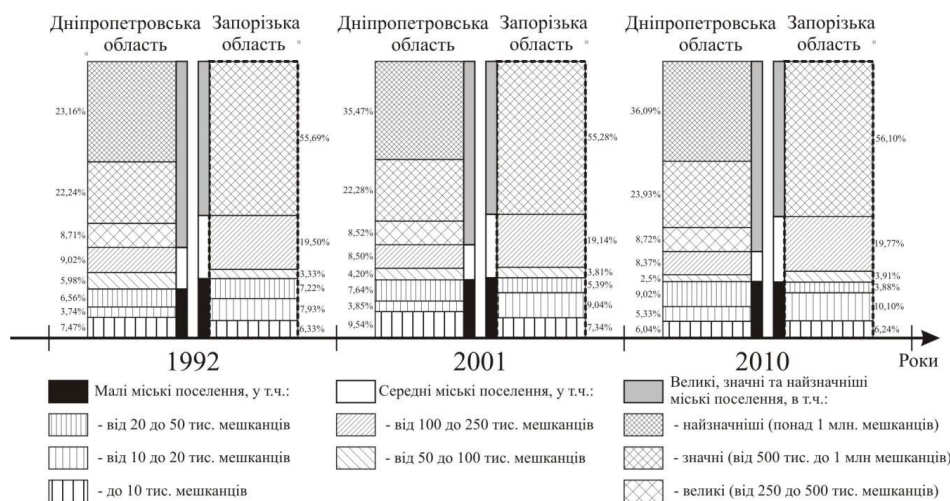 Дніпропетровська область
Запорізька область
Дніпропетровська область
Запорізька область
Дніпропетровська область
Запорізька область
23,16%
22,24%
8,71%
9,02%
5,98%
6,56%
3,74%
7,47%
55,69%
19,50%
3,33%
7,22%
7,93%
6,33%
35,47%
22,28%
8,52%
8,50%
4,20%
7,64%
3,85%
9,54%
55,28%
19,14%
3,81%
5,39%
9,04%
7,34%
36,09%
23,93%
8,72%
8,37%
2,5%
9,02%
5,33%
6,04%
56,10%
19,77%
3,91%
3,88%
10,10%
6,24%
1992
2001
2010
Роки
Малі міські поселення, у т.ч.:
- від 20 до 50 тис. мешканців
- від 10 до 20 тис. мешканців
- до 10 тис. мешканців
Середні міські поселення, у т.ч.:
- від 100 до 250 тис. мешканців
- від 50 до 100 тис. мешканців
Великі, значні та найзначніші
міські поселення, в т.ч.:
- найзначніші (понад 1 млн. мешканців)
- значні (від 500 тис. до 1 млн мешканців)
- великі (від 250 до 500 тис. мешканців)